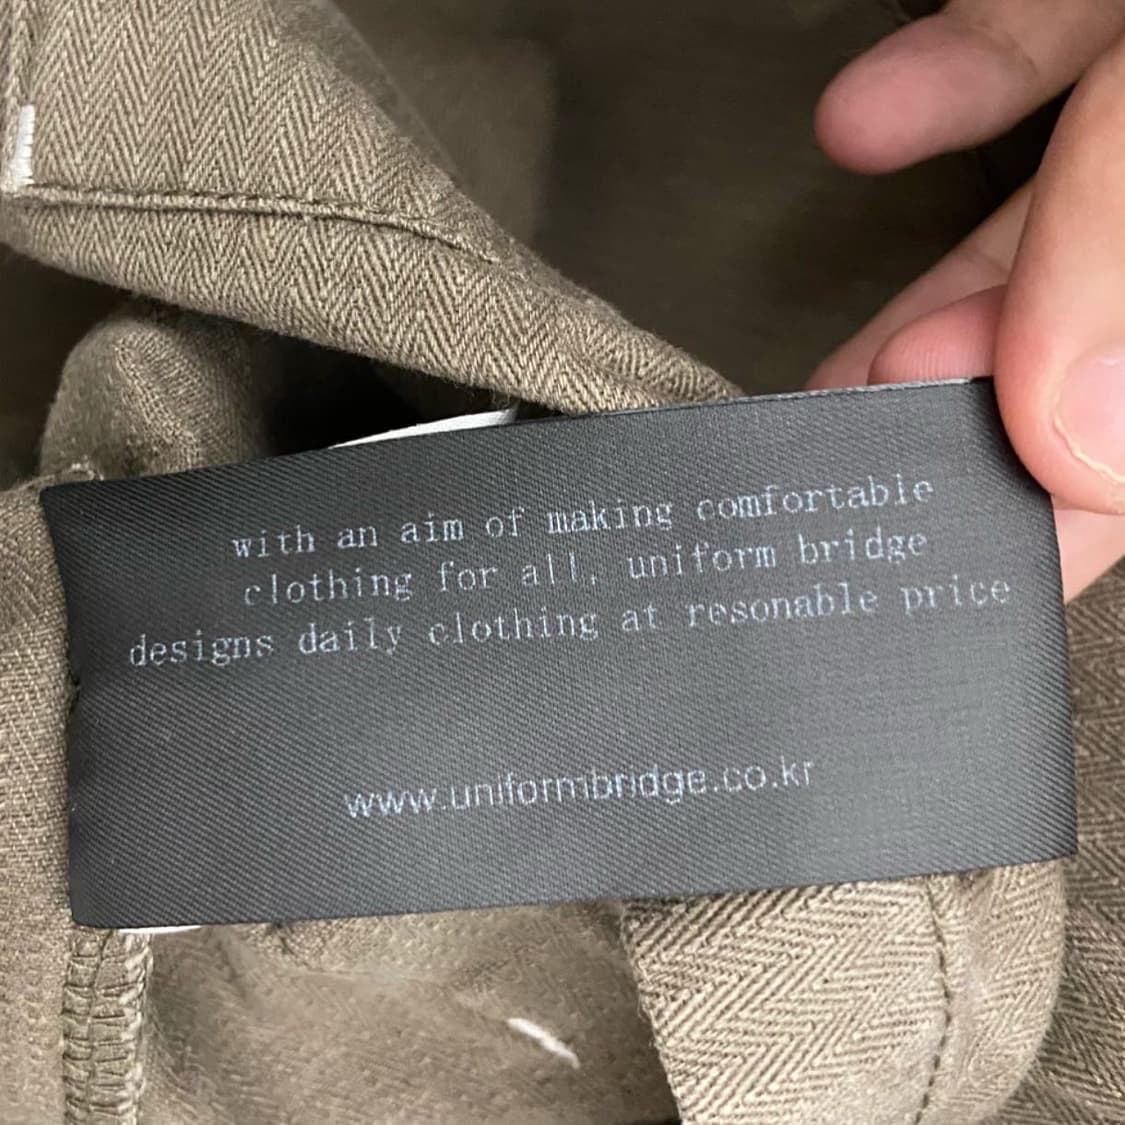 with an aim of making comfortable
clothing for all, uniform bridge
designs daily clothing at resonable price
www.uniformbridge.co.kr